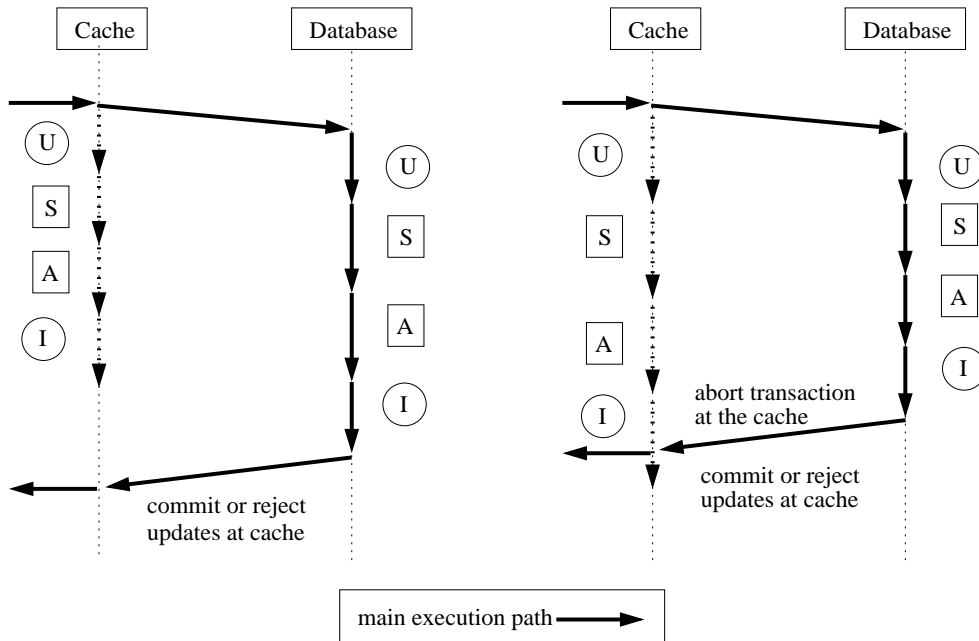 Cache
Database
U
S
A
I
U
S
A
I
commit or reject
updates at cache
Cache
Database
U
S
A
I
U
S
A
I
abort transaction
at the cache
commit or reject
updates at cache
main execution path